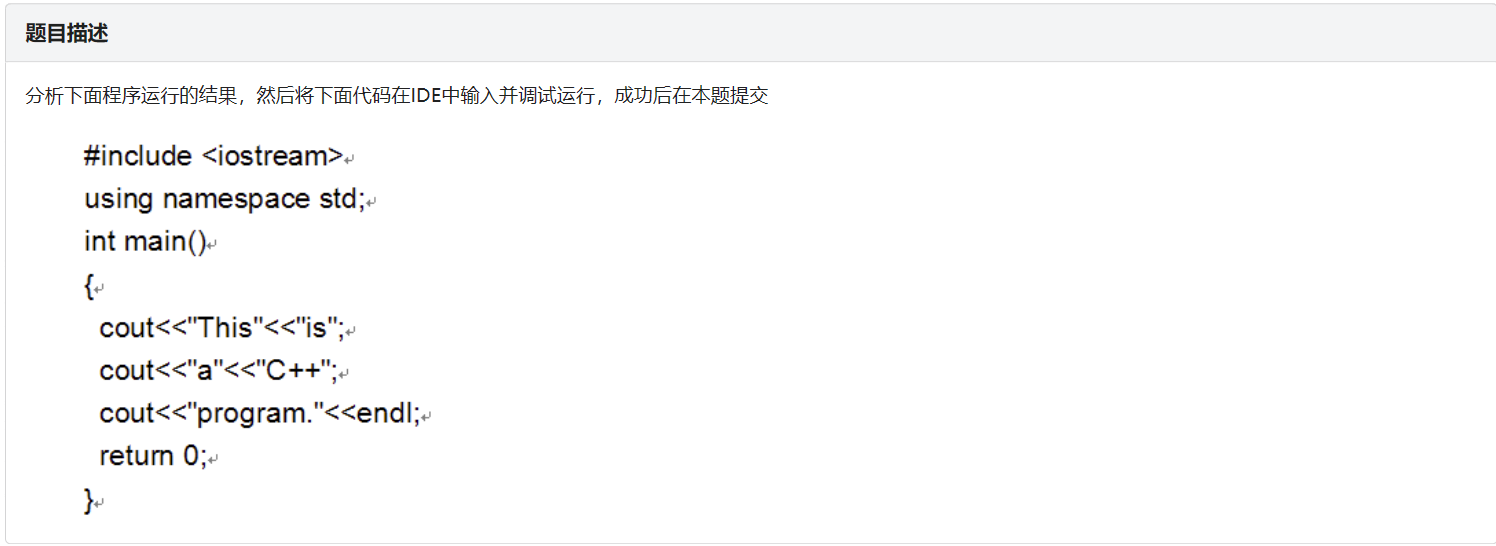 题目描述
分析下面程序运行的结果，然后将下面代码在IDE中输入并调试运行，成功后在本题提交
#include <iostream>↵
using namespace std;↵
int main()↵
{↵
cout<<"This"<<"is";↵
cout<<"a"<<"C++";↵
cout<<"program."<<endl;↵
return 0;↵
}↵